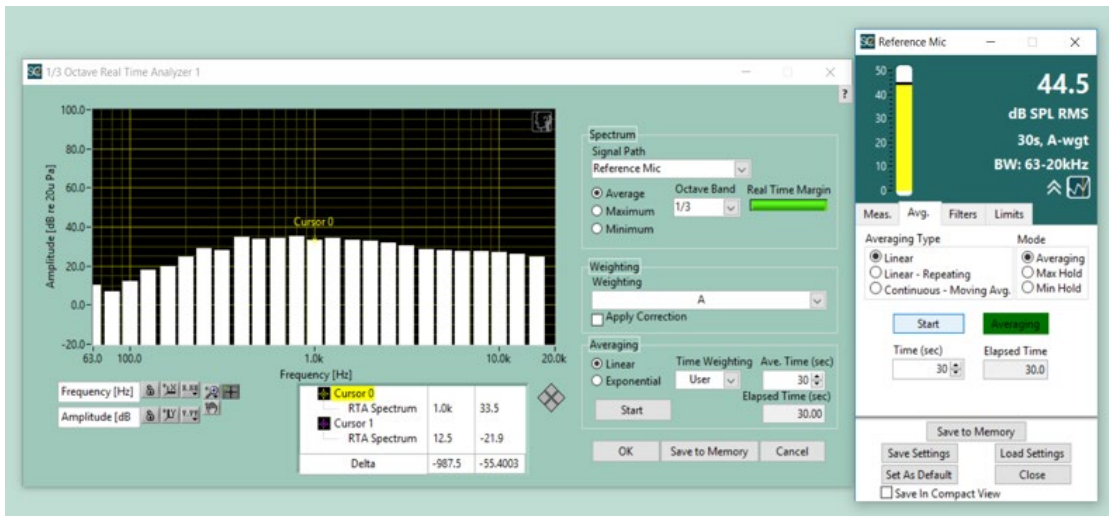 SC 1/3 Octave Real Time Analyzer 1
?
100.0
80.0
60.0
40.0
20.0
0.0
-20.0
Amplitude [dB re 20u Pa]
Cursor 0
63.0 100.0 1.0k 10.0k 20.0k
Frequency [Hz]
Frequency [Hz]
Amplitude [dB
Cursor 0
RTA Spectrum 1.0k 33.5
Cursor 1
RTA Spectrum 12.5 -21.9
Delta -987.5 -55.4003
Spectrum
Signal Path
Reference Mic
Average
Maximum
Minimum
Octave Band
1/3
Real Time Margin
Weighting
Weighting
A
Apply Correction
Averaging
Linear
Exponential
Time Weighting
User
Ave. Time (sec)
30
Elapsed Time (sec)
30.00
Start
OK Save to Memory Cancel
SC Reference Mic
50
40
30
20
10
0
44.5
dB SPL RMS
30s, A-wgt
BW: 63-20kHz
Meas. Avg. Filters Limits
Averaging Type
Linear
Linear - Repeating
Continuous - Moving Avg.
Mode
Averaging
Max Hold
Min Hold
Start Averaging
Time (sec) Elapsed Time
30 30.0
Save to Memory
Save Settings Load Settings
Set As Default Close
Save In Compact View